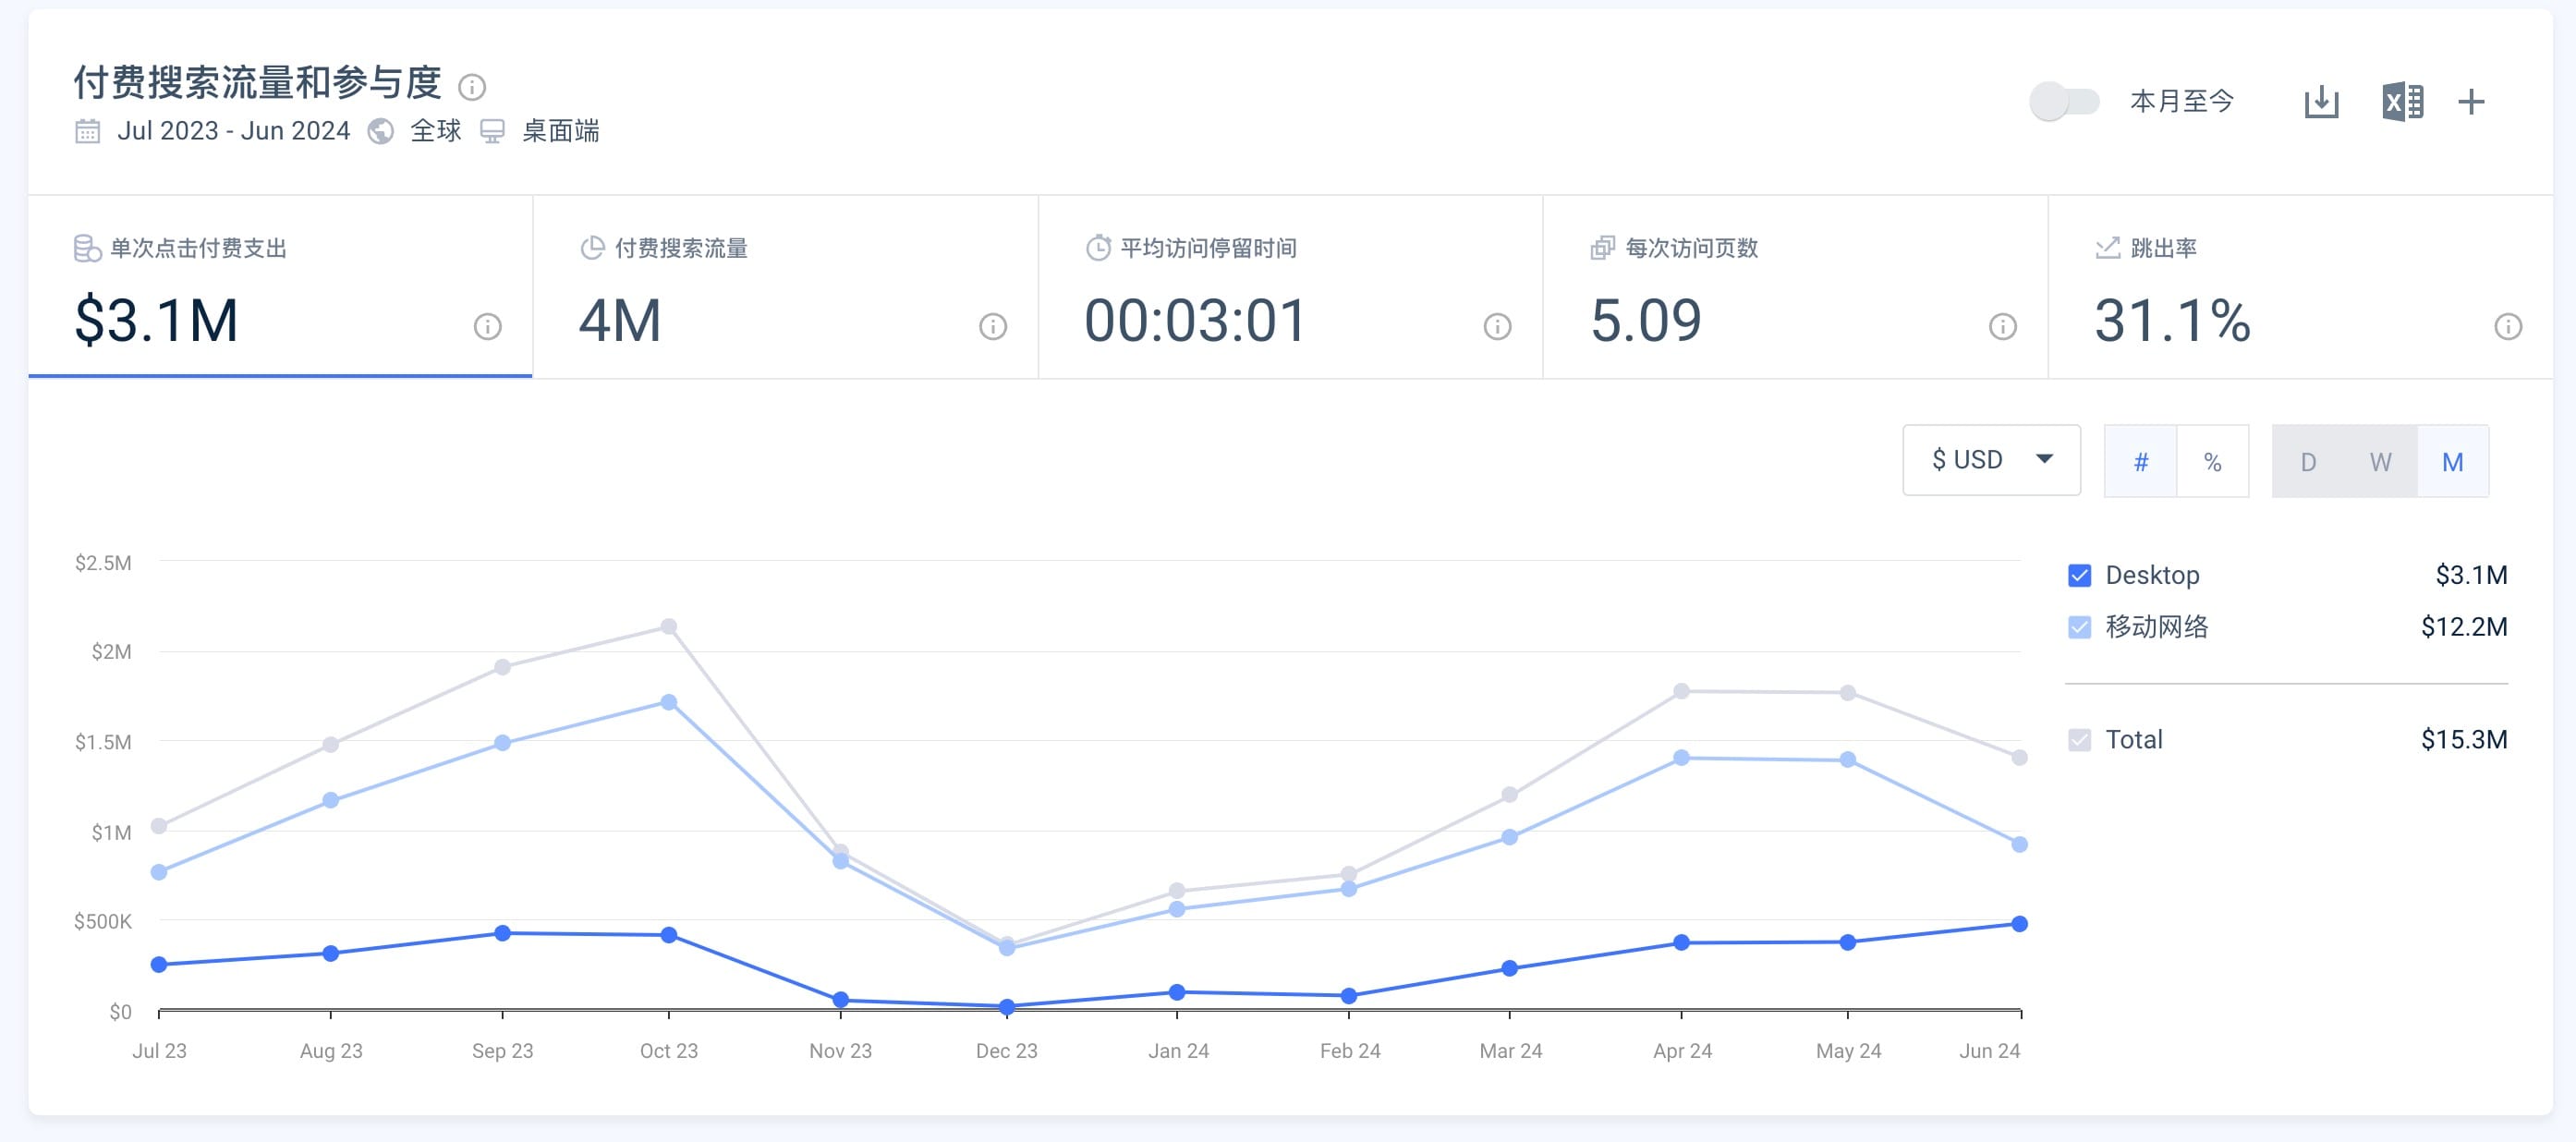 付费搜索流量和参与度
Jul 2023 - Jun 2024 全球 桌面端
本月至今
单次点击付费支出
$3.1M
付费搜索流量
4M
平均访问停留时间
00:03:01
每次访问页数
5.09
跳出率
31.1%
$ USD
# %
D W M
$2.5M
$2M
$1.5M
$1M
$500K
$0
Jul 23 Aug 23 Sep 23 Oct 23 Nov 23 Dec 23 Jan 24 Feb 24 Mar 24 Apr 24 May 24 Jun 24
Desktop $3.1M
移动网络 $12.2M
Total $15.3M